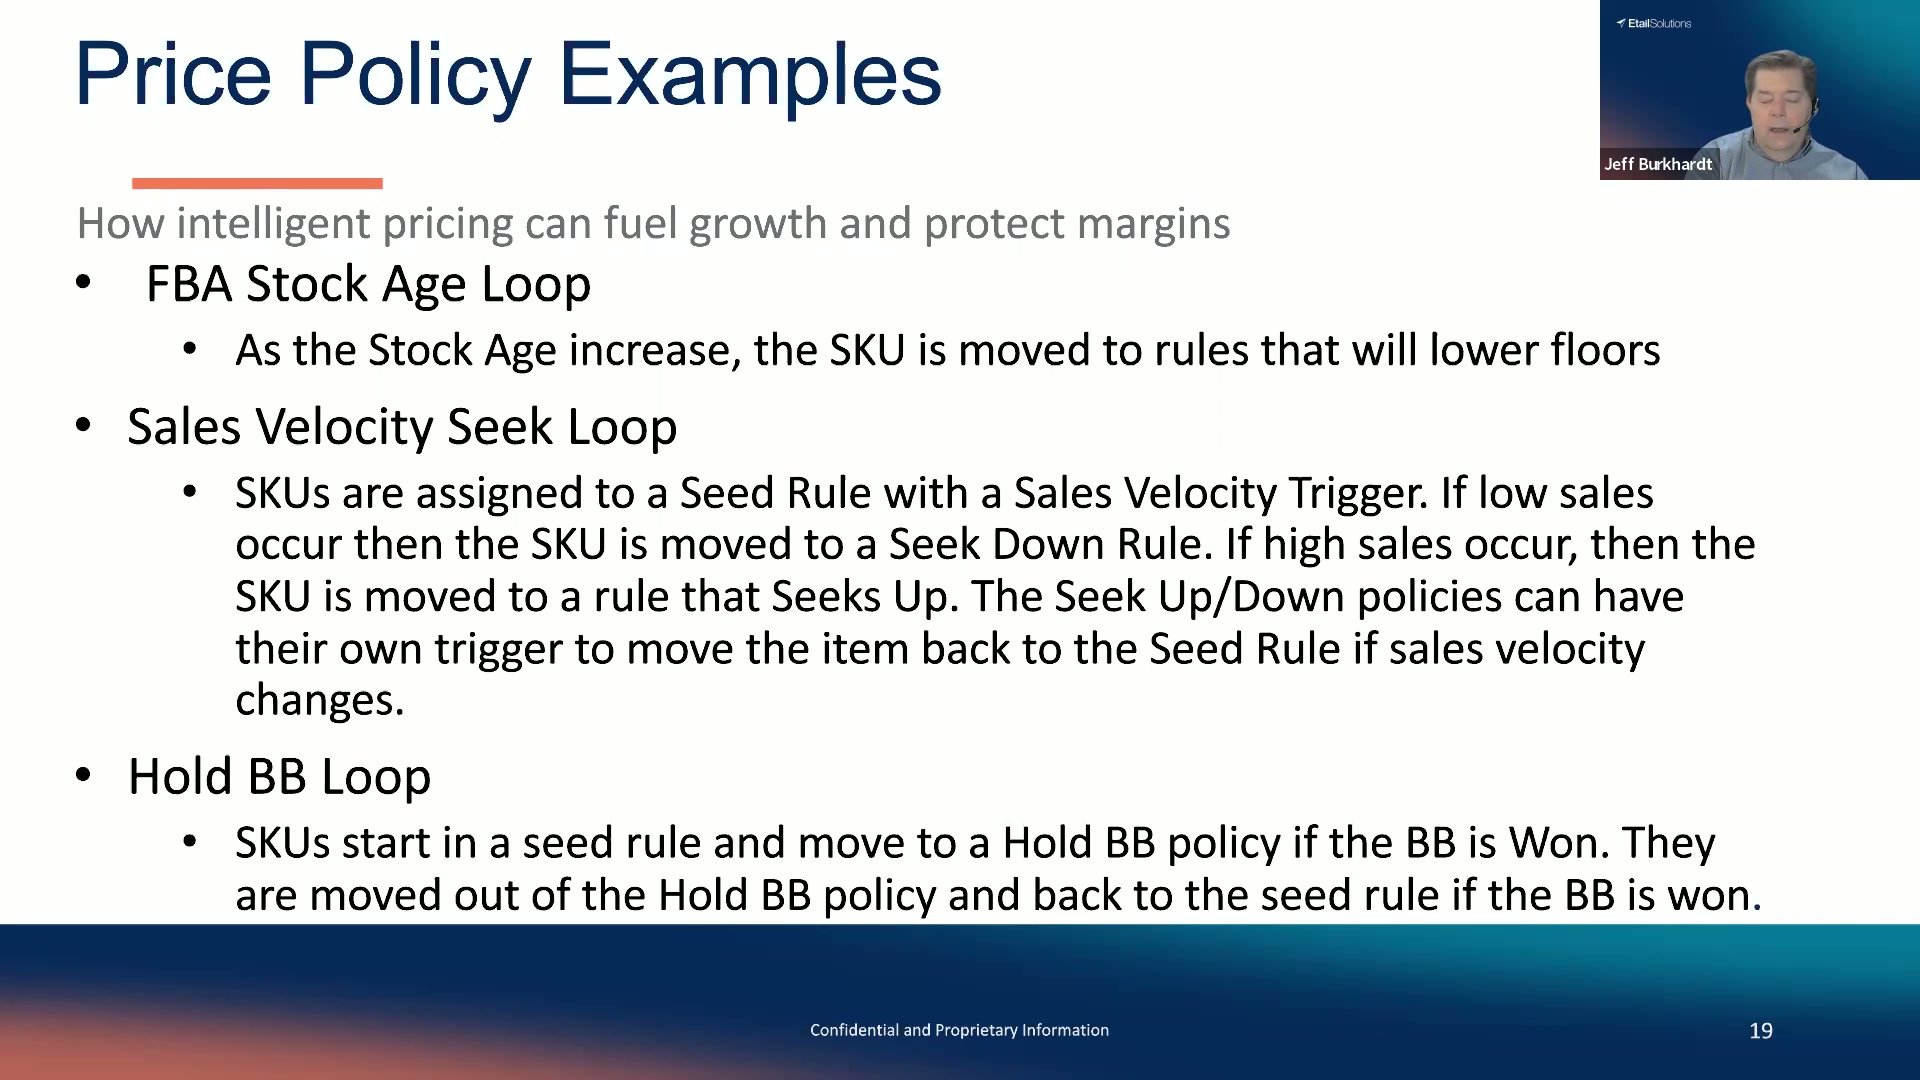 Price Policy Examples
EtailSolutions
Jeff Burkhardt
How intelligent pricing can fuel growth and protect margins
• FBA Stock Age Loop
• As the Stock Age increase, the SKU is moved to rules that will lower floors
• Sales Velocity Seek Loop
• SKUs are assigned to a Seed Rule with a Sales Velocity Trigger. If low sales
occur then the SKU is moved to a Seek Down Rule. If high sales occur, then the
SKU is moved to a rule that Seeks Up. The Seek Up/Down policies can have
their own trigger to move the item back to the Seed Rule if sales velocity
changes.
• Hold BB Loop
• SKUs start in a seed rule and move to a Hold BB policy if the BB is Won. They
are moved out of the Hold BB policy and back to the seed rule if the BB is won.
Confidential and Proprietary Information
19